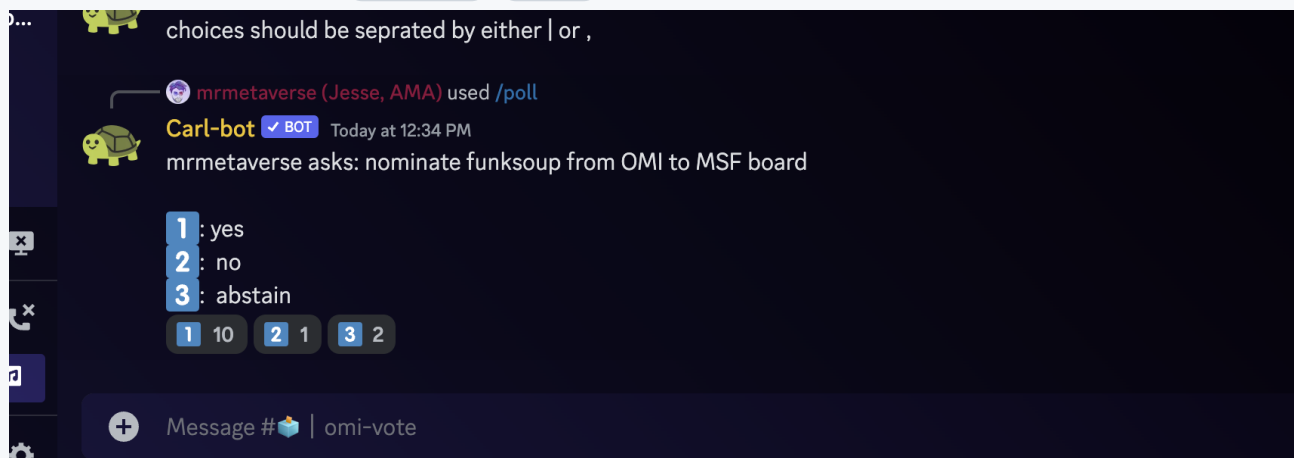 o...
choices should be seprated by either | or ,
mrmetaverse (Jesse, AMA) used /poll
Carl-bot ✓ BOT Today at 12:34 PM
mrmetaverse asks: nominate funksoup from OMI to MSF board
1 : yes
2 : no
3 : abstain
1 10 2 1 3 2
Message #🗳️ | omi-vote